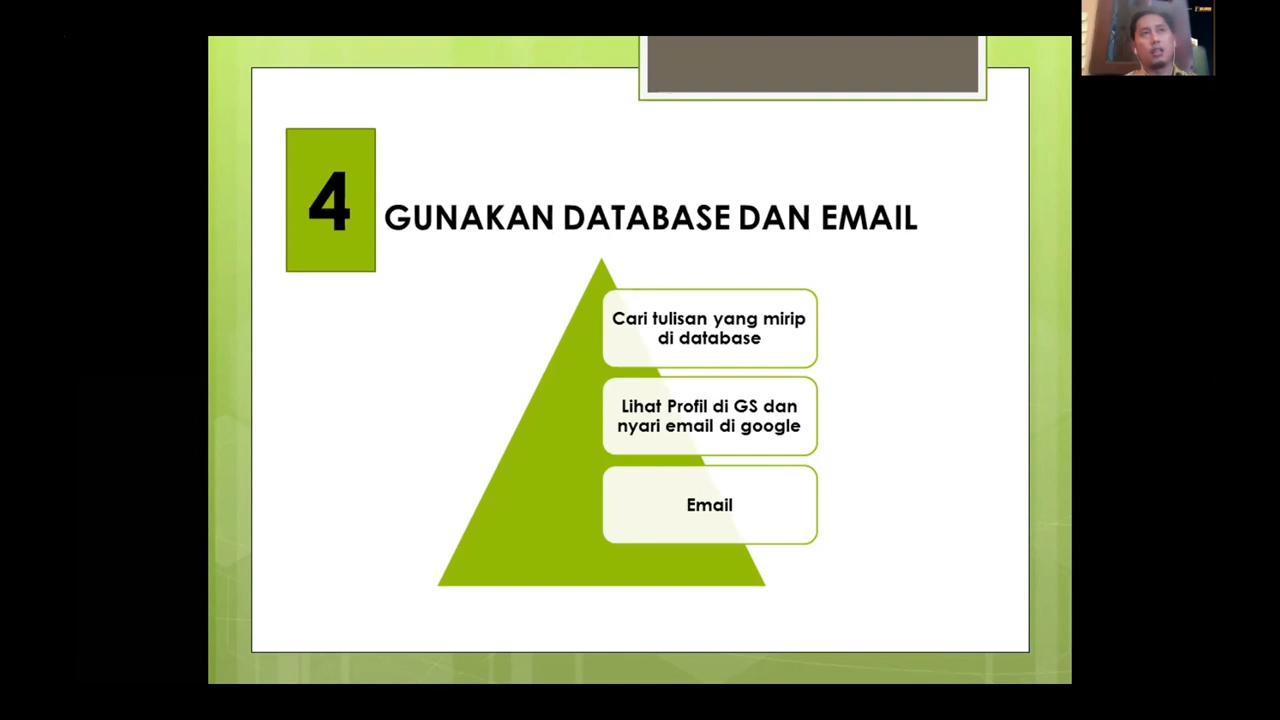 4
GUNAKAN DATABASE DAN EMAIL
Cari tulisan yang mirip
di database
Lihat Profil di GS dan
nyari email di google
Email